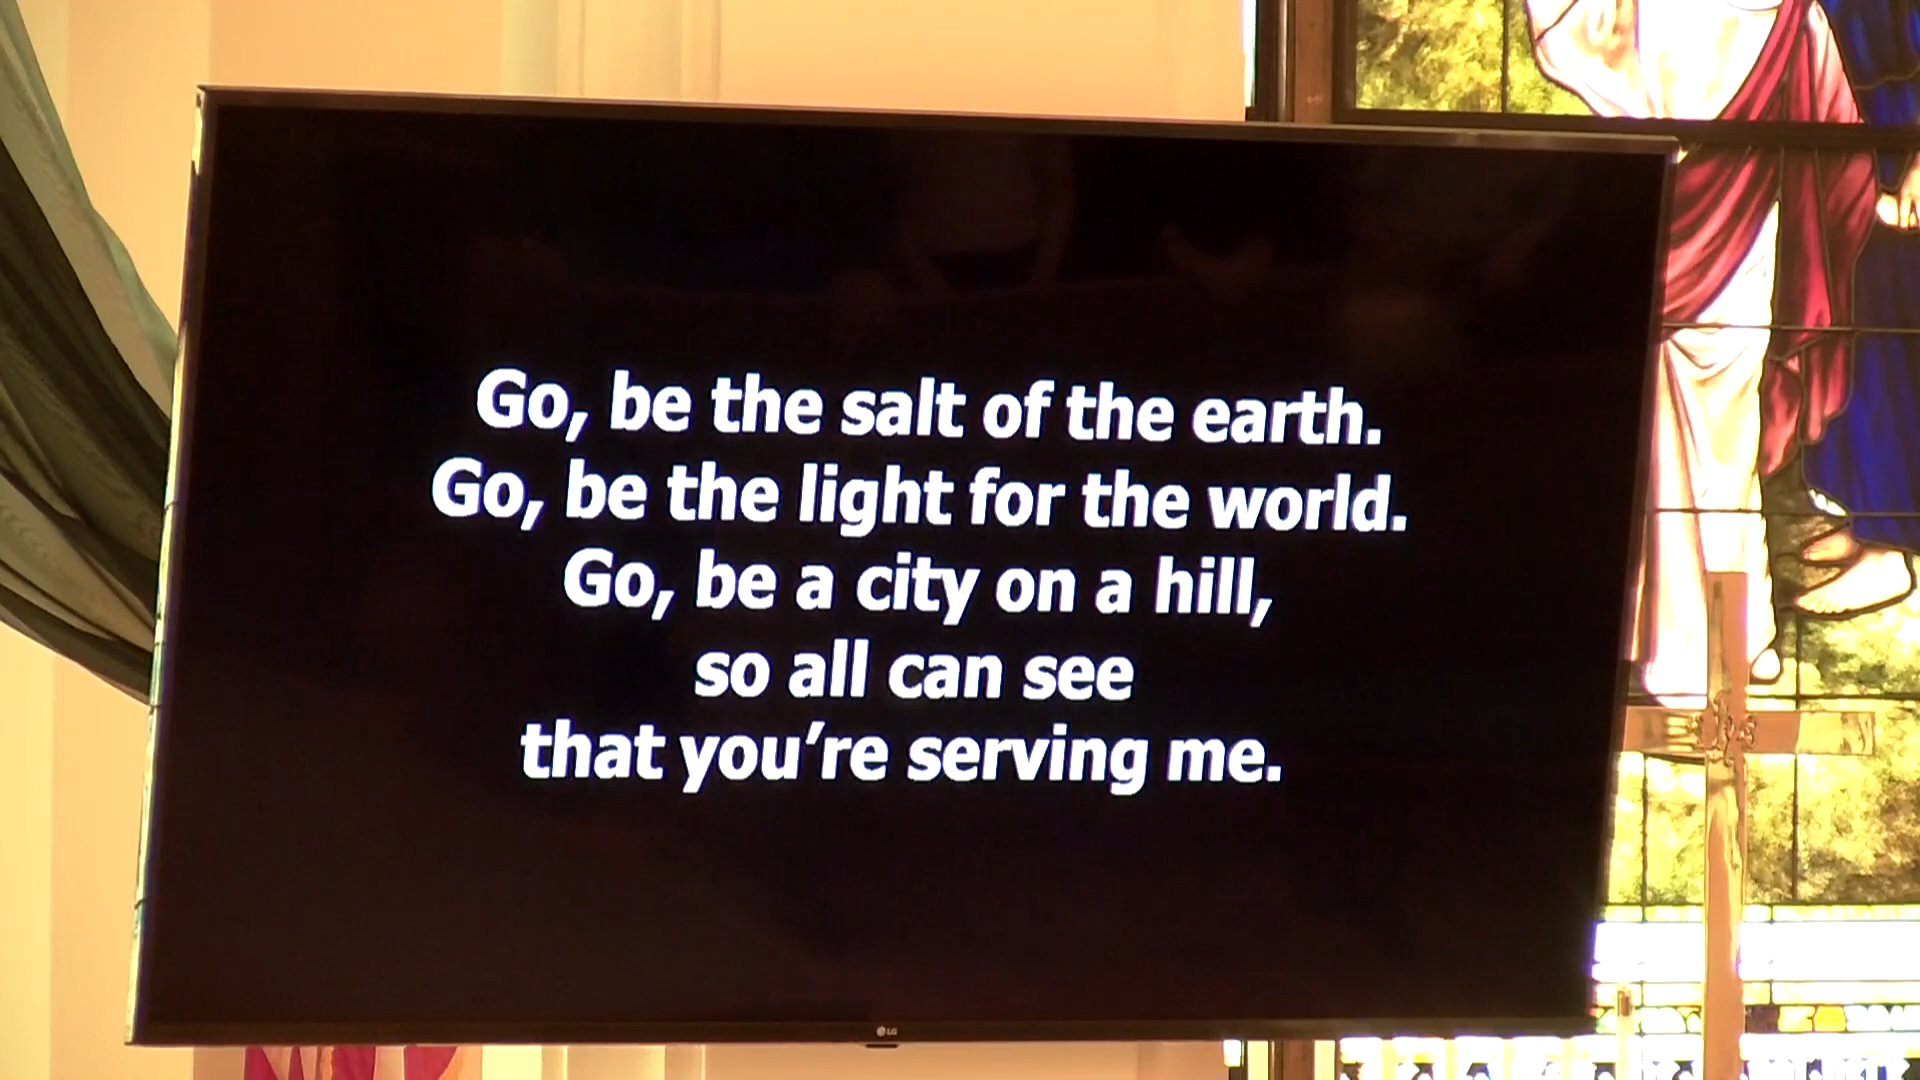 Go, be the salt of the earth.
Go, be the light for the world.
Go, be a city on a hill,
so all can see
that you’re serving me.
LG
ihs